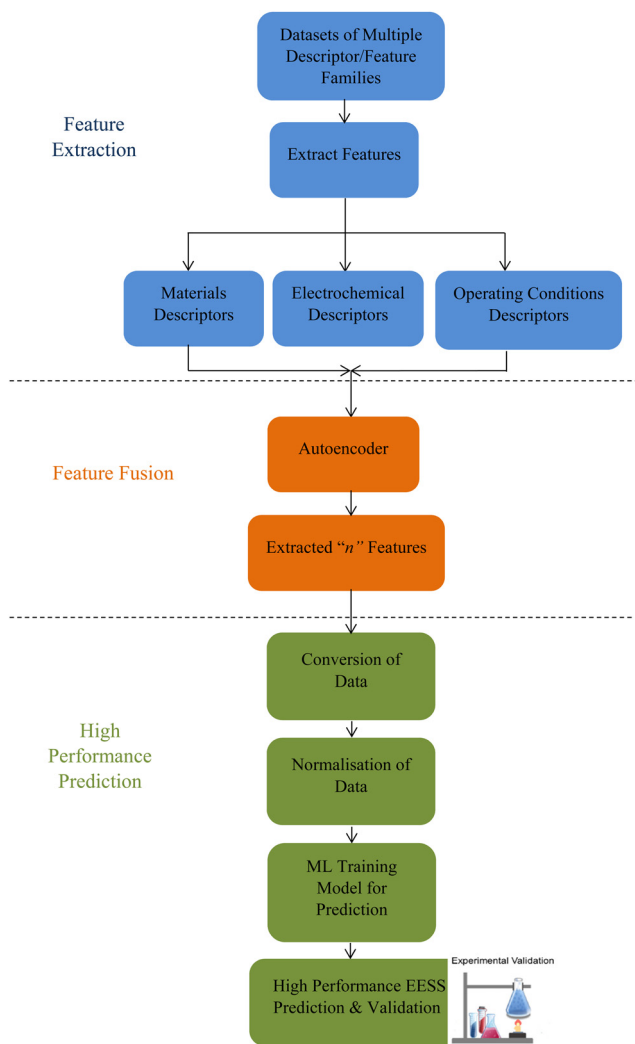 Datasets of Multiple
Descriptor/Feature
Families
Feature
Extraction
Extract Features
Materials
Descriptors
Electrochemical
Descriptors
Operating Conditions
Descriptors
Autoencoder
Feature Fusion
Extracted “n” Features
Conversion of
Data
High
Performance
Prediction
Normalisation of
Data
ML Training
Model for
Prediction
Experimental Validation
High Performance EESS
Prediction & Validation